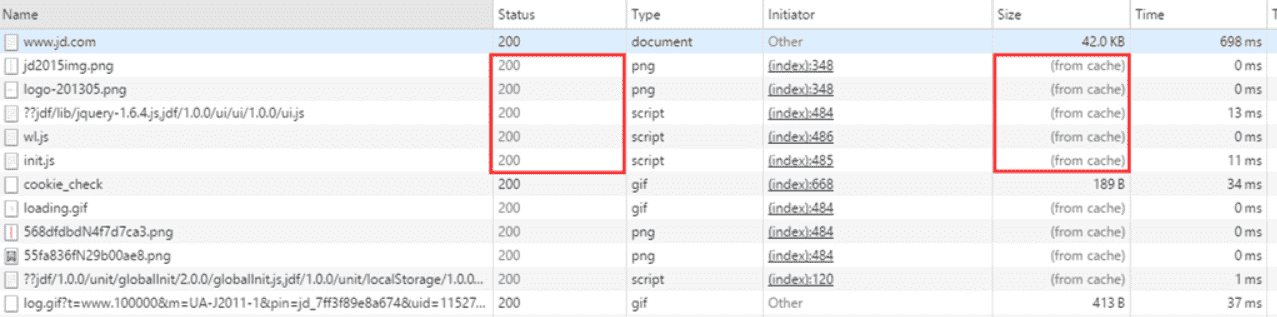 Name Status Type Initiator Size Time T
www.jd.com 200 document Other 42.0 KB 698 ms
jd2015img.png 200 png (index):348 (from cache) 0 ms
logo-201305.png 200 png (index):348 (from cache) 0 ms
??jdf/lib/jquery-1.6.4.js,jdf/1.0.0/ui/ui/1.0.0/ui.js 200 script (index):484 (from cache) 13 ms
wl.js 200 script (index):486 (from cache) 0 ms
init.js 200 script (index):485 (from cache) 11 ms
cookie_check 200 gif (index):668 189 B 34 ms
loading.gif 200 gif (index):484 (from cache) 0 ms
568dfdbdN4f7d7ca3.png 200 png (index):484 (from cache) 0 ms
55fa836fN29b00ae8.png 200 png (index):484 (from cache) 0 ms
??jdf/1.0.0/unit/globalInit/2.0.0/globalInit.js,jdf/1.0.0/unit/localStorage/1.0.0... 200 script (index):120 (from cache) 1 ms
log.gif?t=www.100000&m=UA-J2011-1&pin=jd_7ff3f89e8a674&uid=11527... 200 gif Other 413 B 37 ms